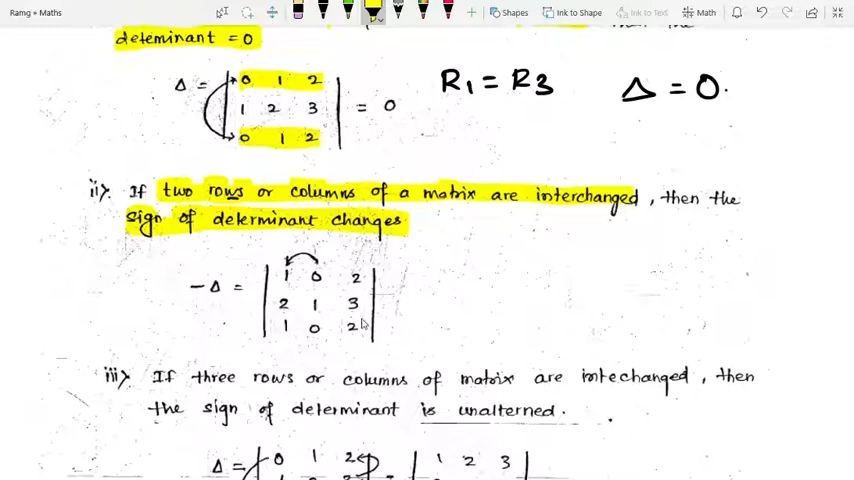 Ramg + Maths
Shapes Ink to Shape Ink to Text Math
the
deteminant = 0
Δ = 0 1 2
1 2 3 = 0
0 1 2
R1 = R3 Δ = 0.
ii) If two rows or columns of a matrix are interchanged, then the
sign of determinant changes
-Δ = 1 0 2
2 1 3
1 0 2
iii) If three rows or columns of matrix are intechanged, then
the sign of determinant is unalterned.
Δ = 0 1 2 = 1 2 3